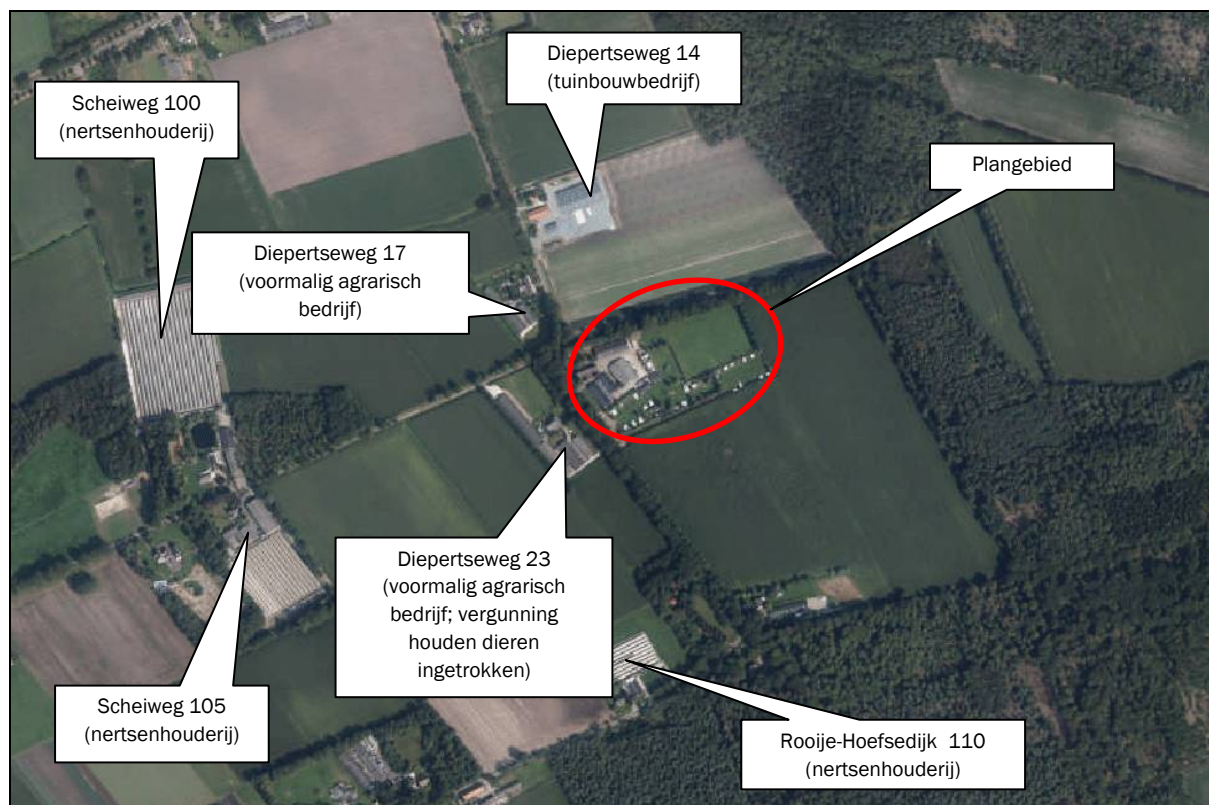 Diepertseweg 14
(tuinbouwbedrijf)
Scheiweg 100
(nertsenhouderij)
Plangebied
Diepertseweg 17
(voormalig agrarisch
bedrijf)
Diepertseweg 23
(voormalig agrarisch
bedrijf; vergunning
houden dieren
ingetrokken)
Scheiweg 105
(nertsenhouderij)
Rooije-Hoefsedijk 110
(nertsenhouderij)